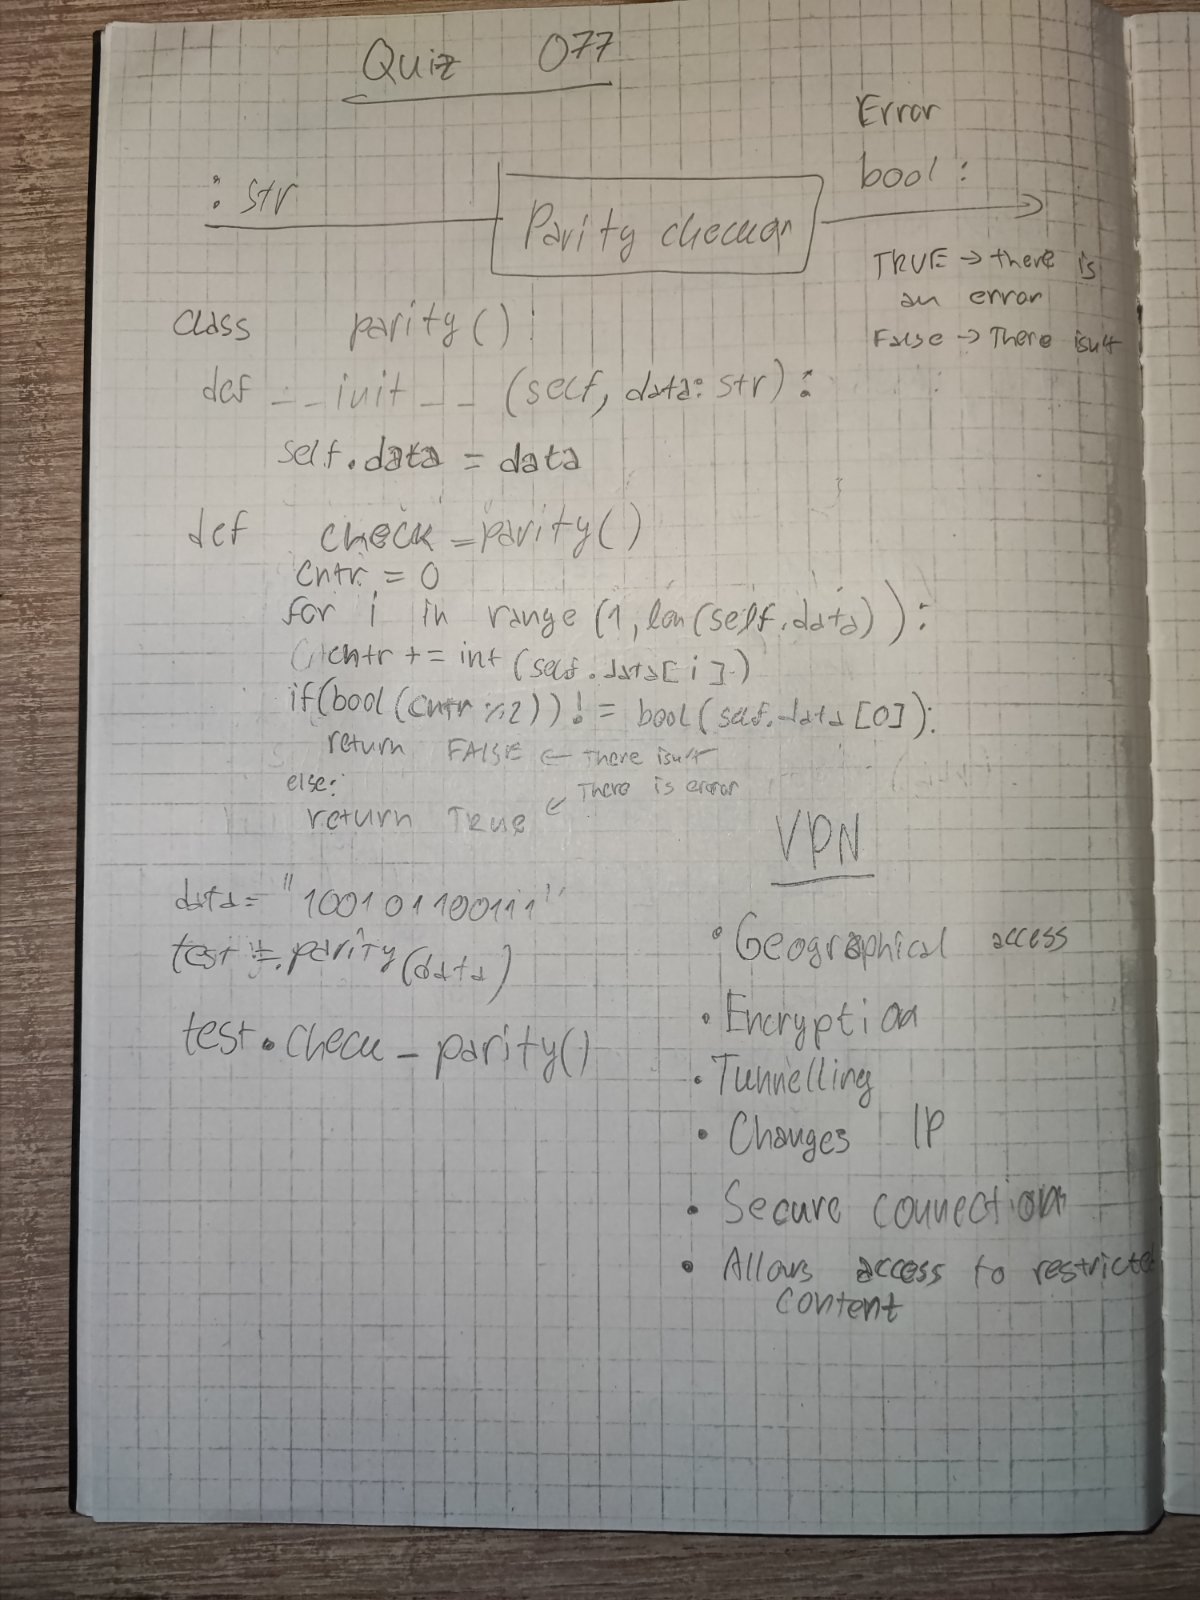 Quiz 077
Error
: str
bool :
Parity checker
TRUE → there is
an error
False → There isn't
class parity() :
def __init__ (self, data: str) :
self.data = data
def check_parity()
cntr = 0
for i in range (1, len(self.data)) :
cntr += int (self.data[i])
if(bool (cntr %2)) != bool(self.data[0]):
return FALSE ← There isn't
else:
return True ← There is error
data= "100101100111"
test = parity(data)
test.check_parity()
VPN
• Geographical access
• Encryption
• Tunnelling
• Changes IP
• Secure connection
• Allows access to restricted
content